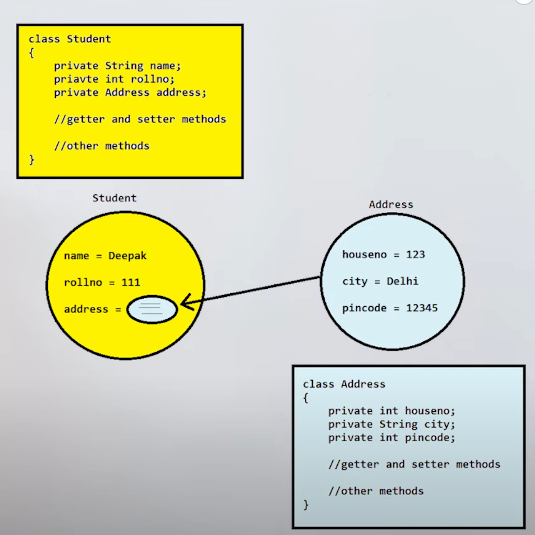 class Student
{
private String name;
priavte int rollno;
private Address address;
//getter and setter methods
//other methods
}
Student
name = Deepak
rollno = 111
address =
Address
houseno = 123
city = Delhi
pincode = 12345
class Address
{
private int houseno;
private String city;
private int pincode;
//getter and setter methods
//other methods
}